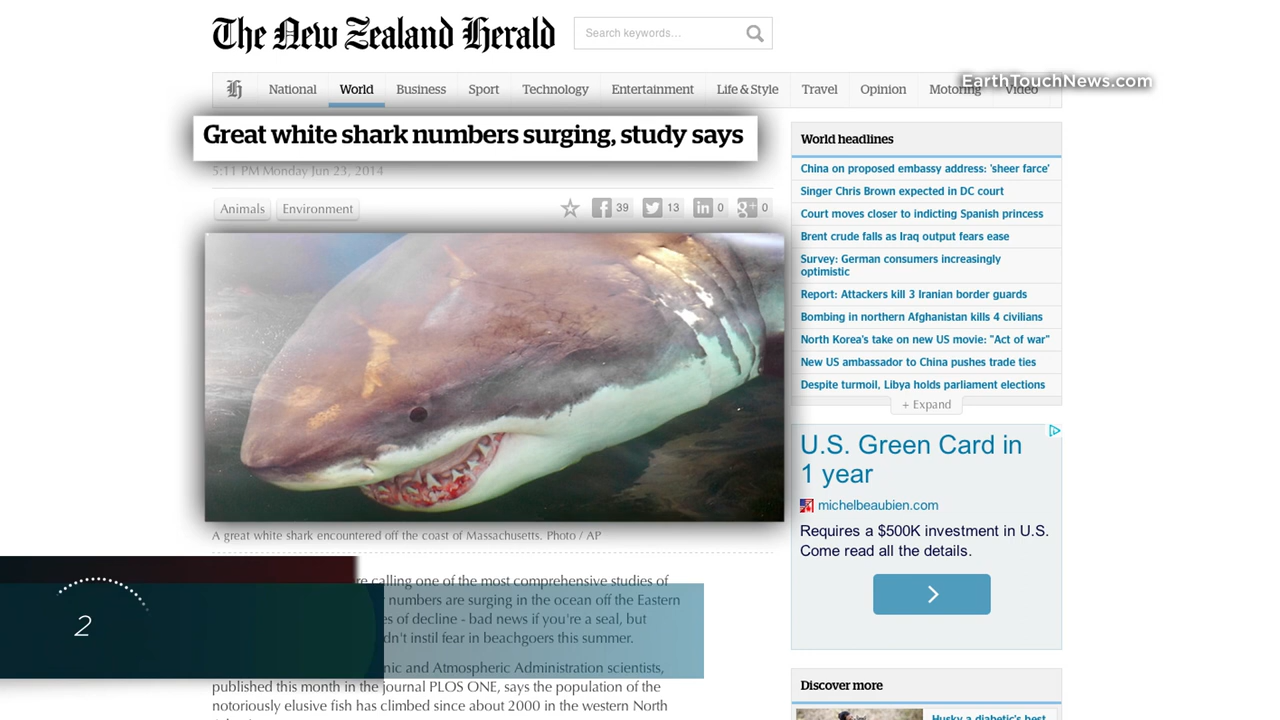 The New Zealand Herald
Search keywords...
EarthTouchNews.com
National World Business Sport Technology Entertainment Life & Style Travel Opinion Motoring Video
Great white shark numbers surging, study says
5:11 PM Monday Jun 23, 2014
Animals Environment
39 13 0 0
A great white shark encountered off the coast of Massachusetts. Photo / AP
calling one of the most comprehensive studies of
numbers are surging in the ocean off the Eastern
of decline - bad news if you're a seal, but
instil fear in beachgoers this summer.
and Atmospheric Administration scientists,
published this month in the journal PLOS ONE, says the population of the
notoriously elusive fish has climbed since about 2000 in the western North
2
World headlines
China on proposed embassy address: 'sheer farce'
Singer Chris Brown expected in DC court
Court moves closer to indicting Spanish princess
Brent crude falls as Iraq output fears ease
Survey: German consumers increasingly
optimistic
Report: Attackers kill 3 Iranian border guards
Bombing in northern Afghanistan kills 4 civilians
North Korea's take on new US movie: "Act of war"
New US ambassador to China pushes trade ties
Despite turmoil, Libya holds parliament elections
+ Expand
U.S. Green Card in
1 year
michelbeaubien.com
Requires a $500K investment in U.S.
Come read all the details.
Discover more
Husky a diabetic's best